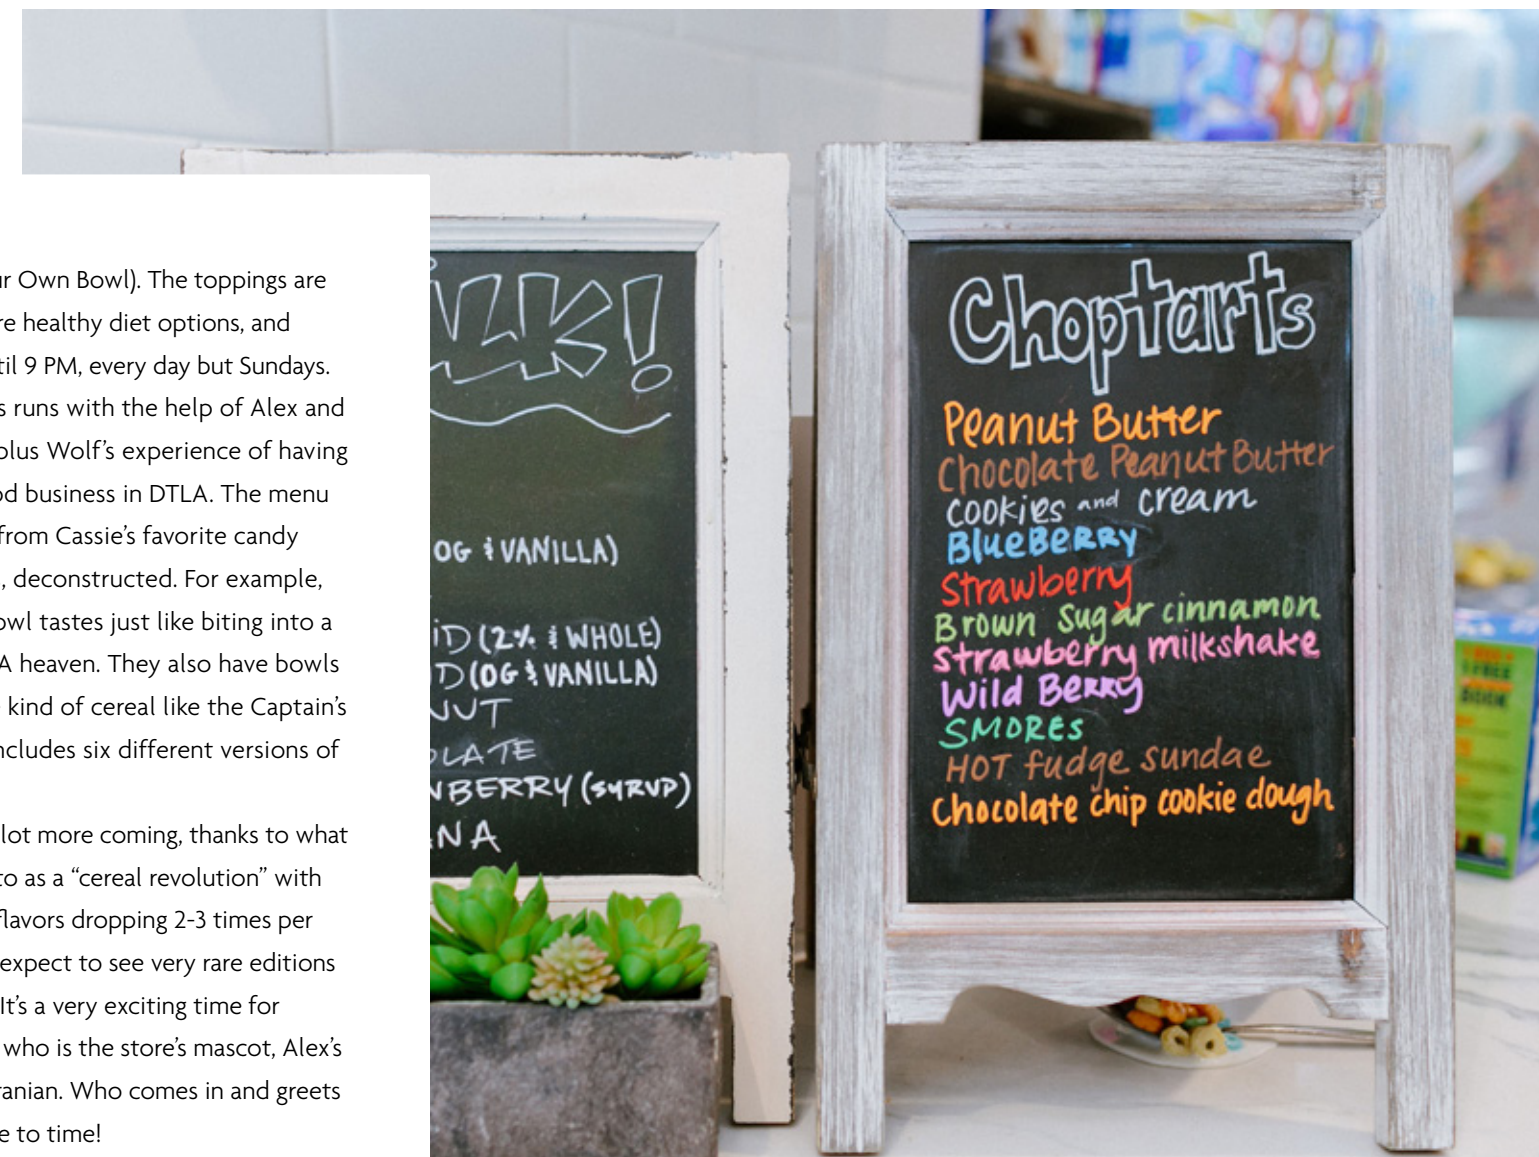 ur Own Bowl). The toppings are
re healthy diet options, and
til 9 PM, every day but Sundays.
s runs with the help of Alex and
plus Wolf’s experience of having
od business in DTLA. The menu
from Cassie’s favorite candy
, deconstructed. For example,
owl tastes just like biting into a
A heaven. They also have bowls
kind of cereal like the Captain’s
ncludes six different versions of
lot more coming, thanks to what
to as a “cereal revolution” with
flavors dropping 2-3 times per
expect to see very rare editions
It’s a very exciting time for
who is the store’s mascot, Alex’s
ranian. Who comes in and greets
e to time!
LK!
OG & VANILLA)
iD (2% & WHOLE)
D (OG & VANILLA)
NUT
OLATE
WBERRY (SYRUP)
ANA
Choptarts
Peanut Butter
Chocolate Peanut Butter
COOKIES and cream
BlueBeRRY
Strawberry
Brown Sugar cinnamon
Strawberry milkshake
Wild BeRRy
SMOREs
HOT fudge sundae
Chocolate chip cookie dough